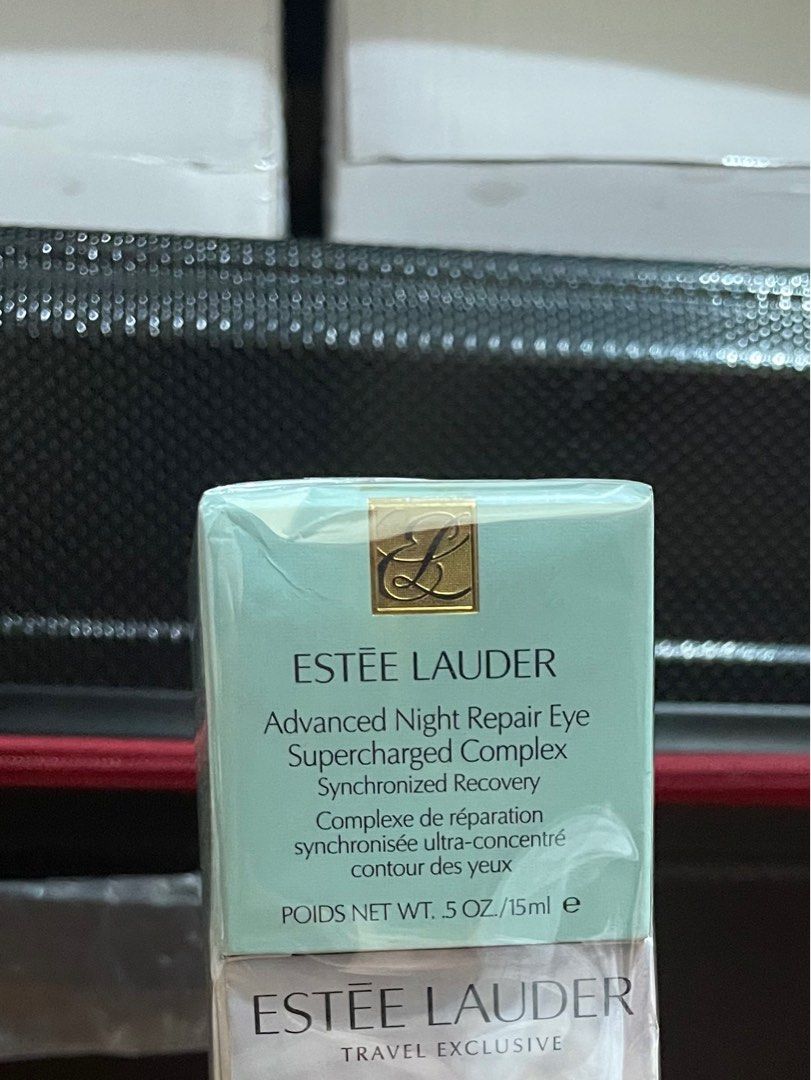 EL
ESTĒE LAUDER
Advanced Night Repair Eye
Supercharged Complex
Synchronized Recovery
Complexe de réparation
synchronisée ultra-concentré
contour des yeux
POIDS NET WT. .5 OZ./15ml e
ESTĒE LAUDER
TRAVEL EXCLUSIVE